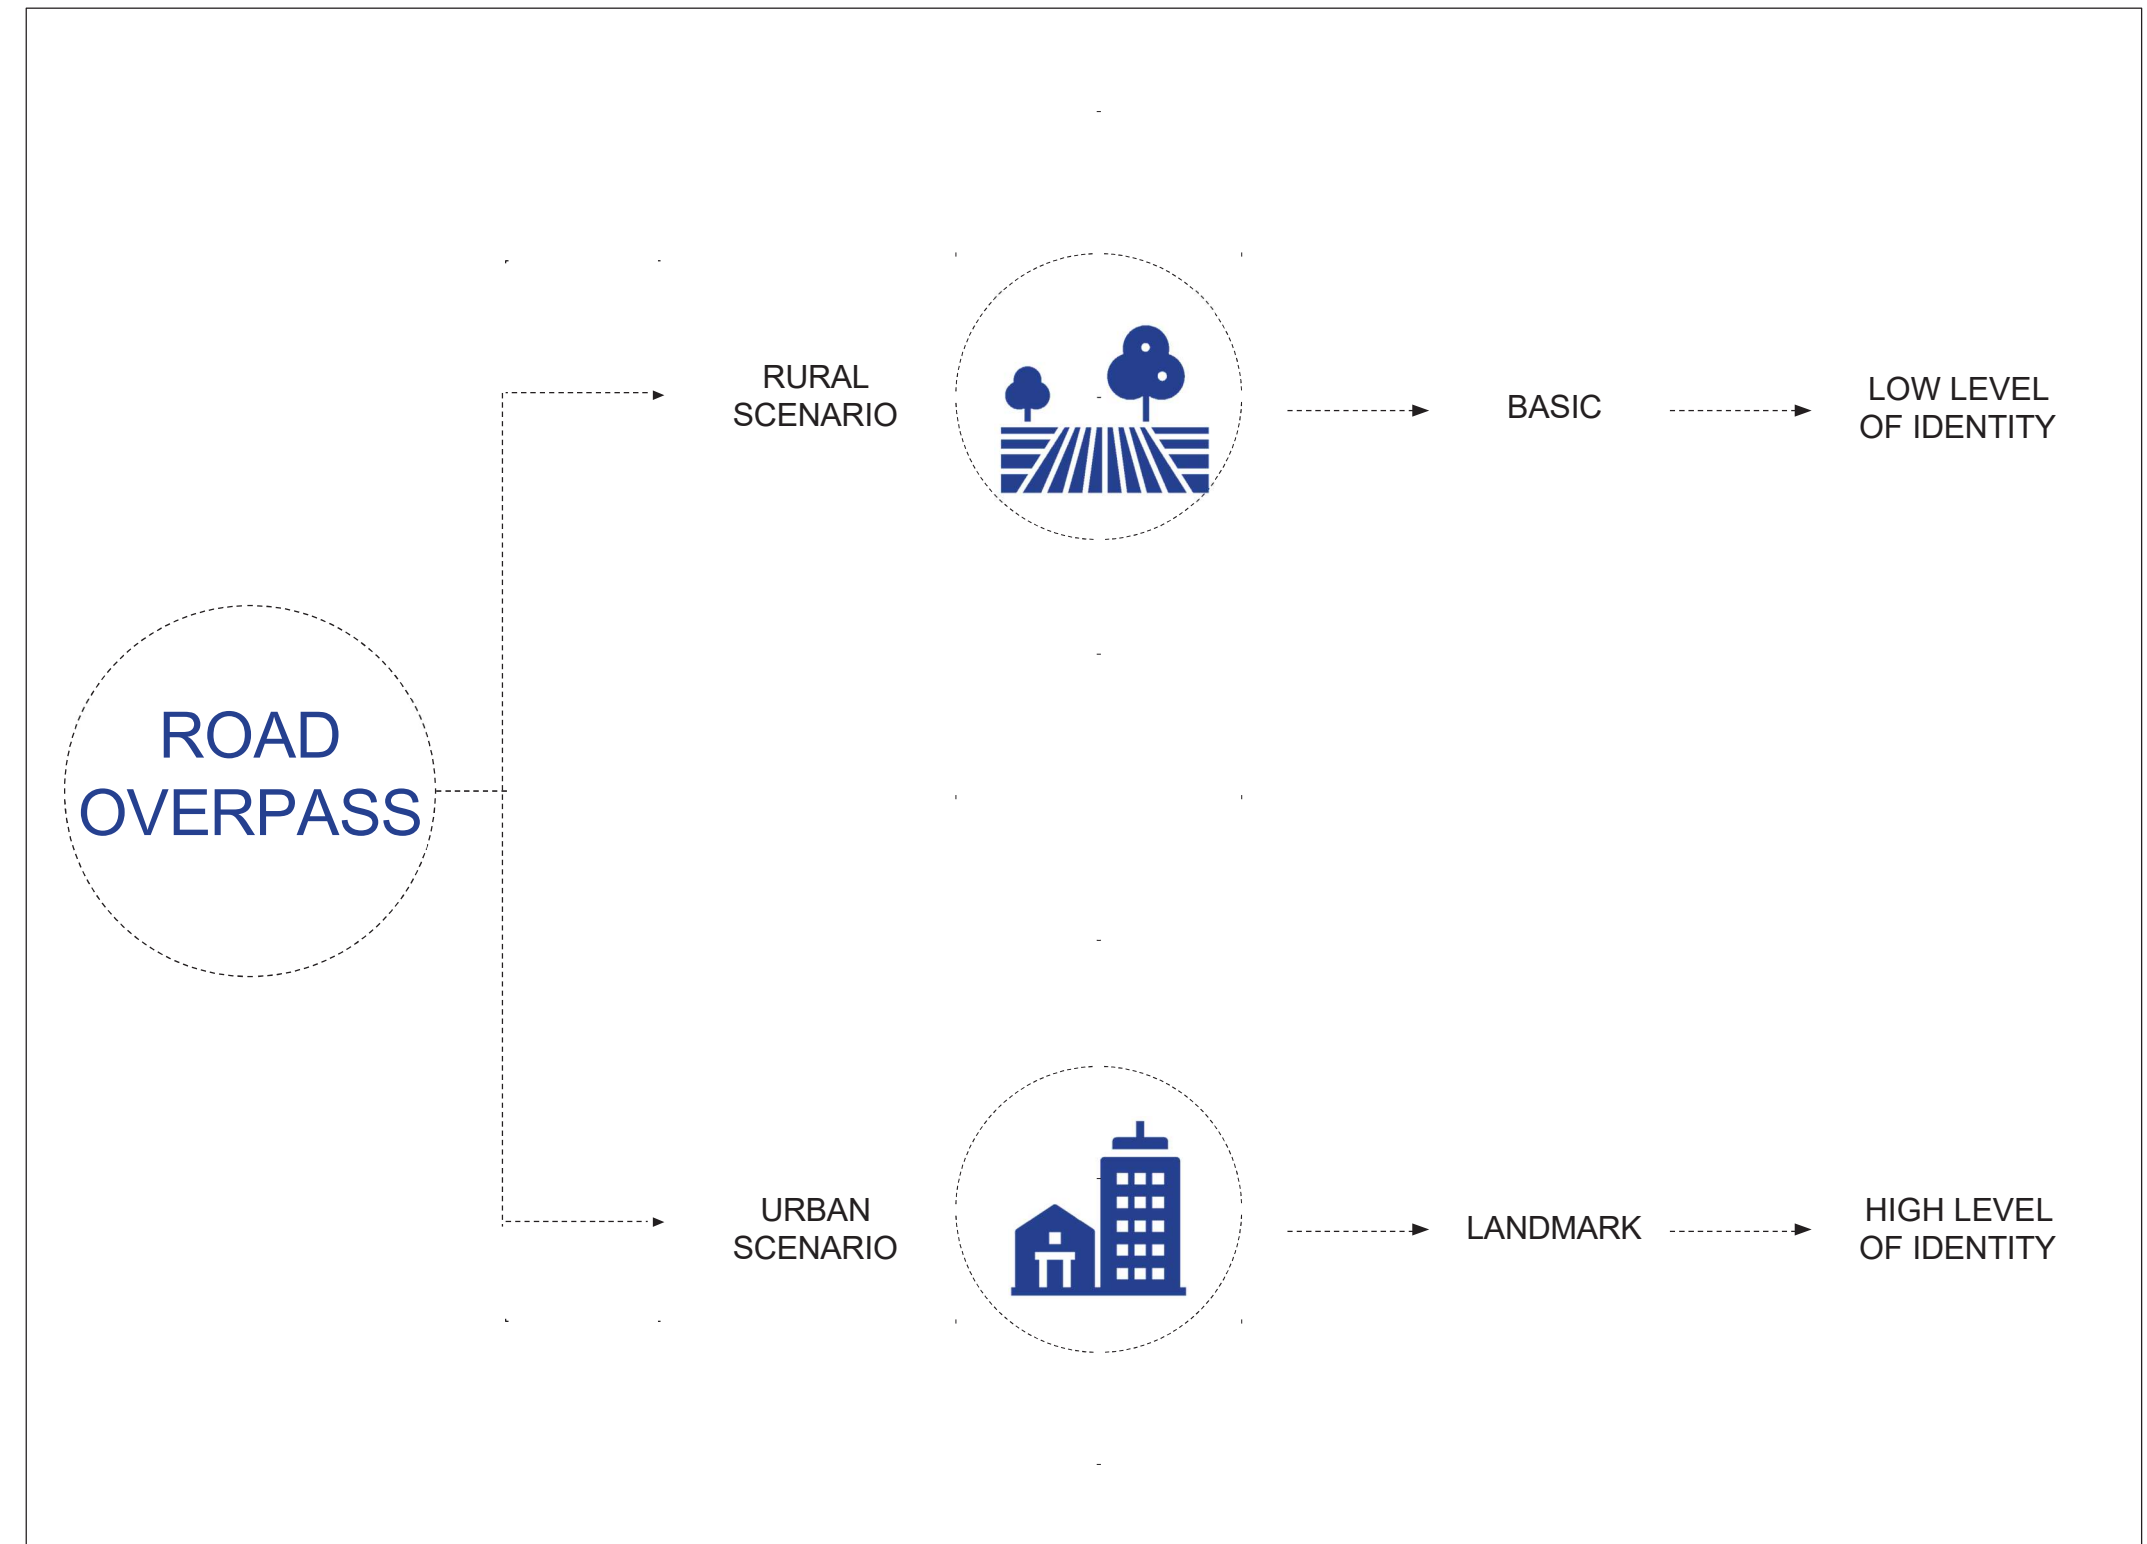 ROAD
OVERPASS
RURAL
SCENARIO
BASIC
LOW LEVEL
OF IDENTITY
URBAN
SCENARIO
LANDMARK
HIGH LEVEL
OF IDENTITY